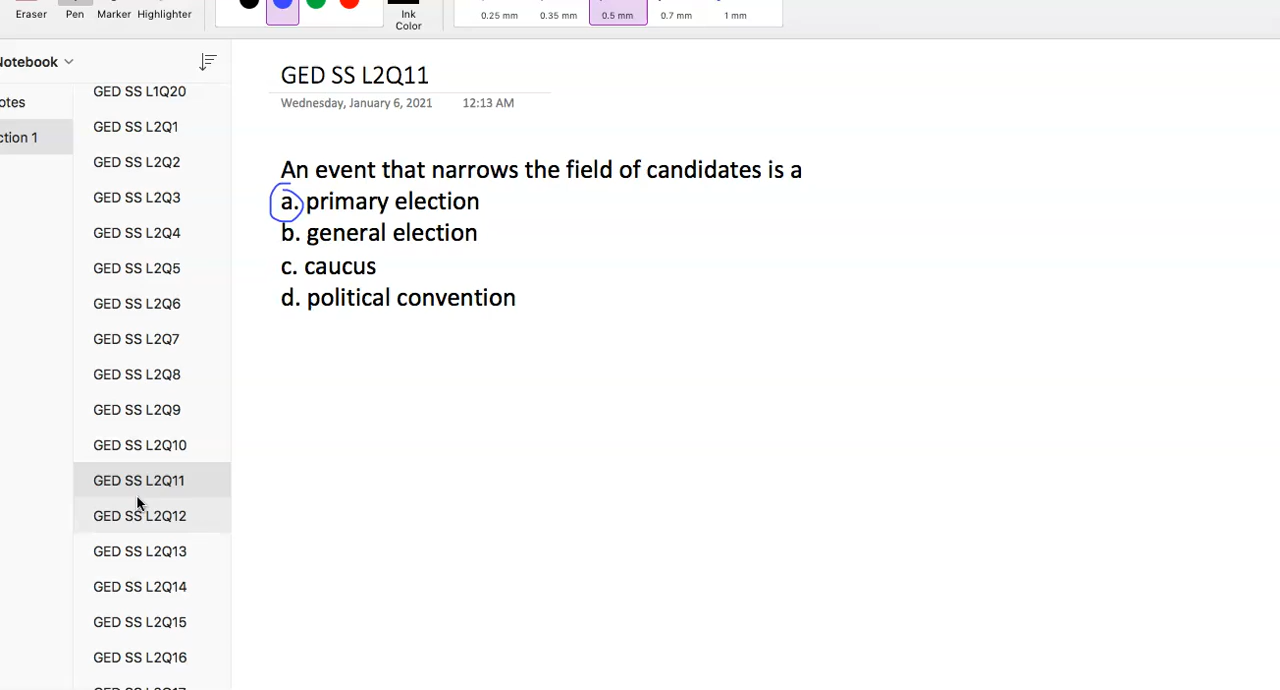 Eraser
Pen
Marker
Highlighter
Ink
Color
0.25 mm
0.35 mm
0.5 mm
0.7 mm
1 mm
Notebook
otes
ction 1
GED SS L1Q20
GED SS L2Q1
GED SS L2Q2
GED SS L2Q3
GED SS L2Q4
GED SS L2Q5
GED SS L2Q6
GED SS L2Q7
GED SS L2Q8
GED SS L2Q9
GED SS L2Q10
GED SS L2Q11
GED SS L2Q12
GED SS L2Q13
GED SS L2Q14
GED SS L2Q15
GED SS L2Q16
GED SS L2Q11
Wednesday, January 6, 2021 12:13 AM
An event that narrows the field of candidates is a
a. primary election
b. general election
c. caucus
d. political convention